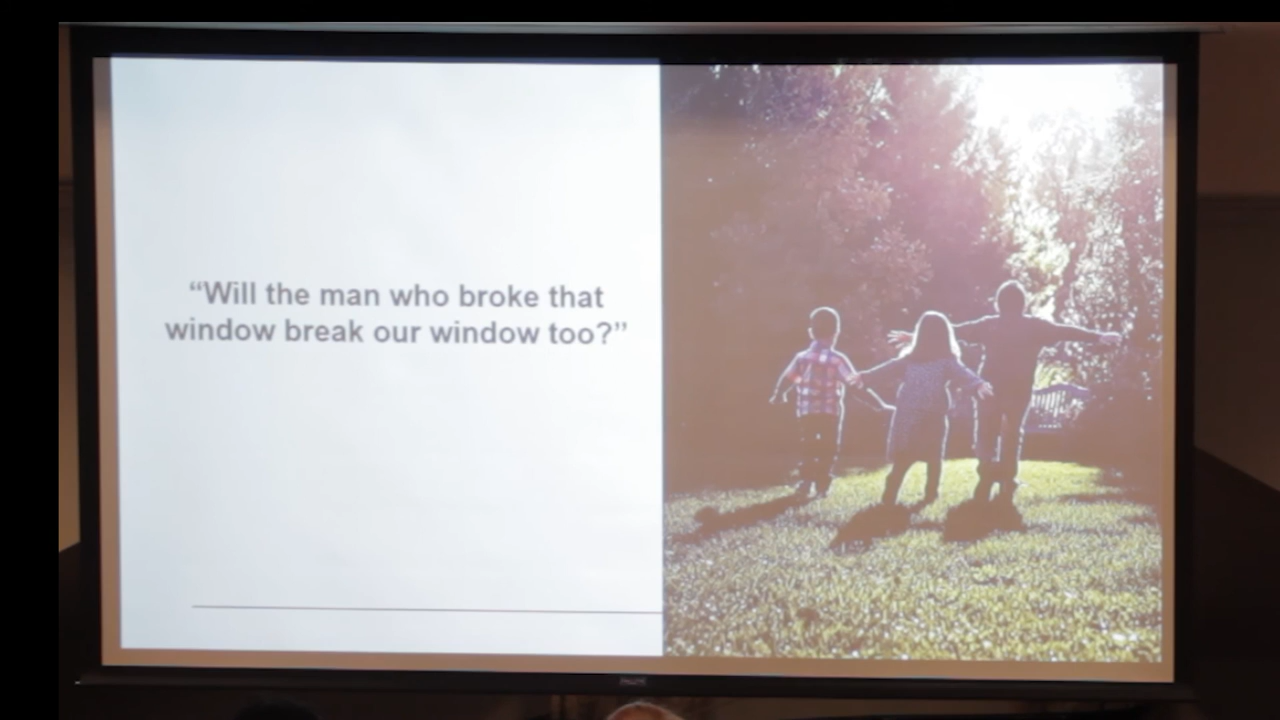 “Will the man who broke that
window break our window too?”